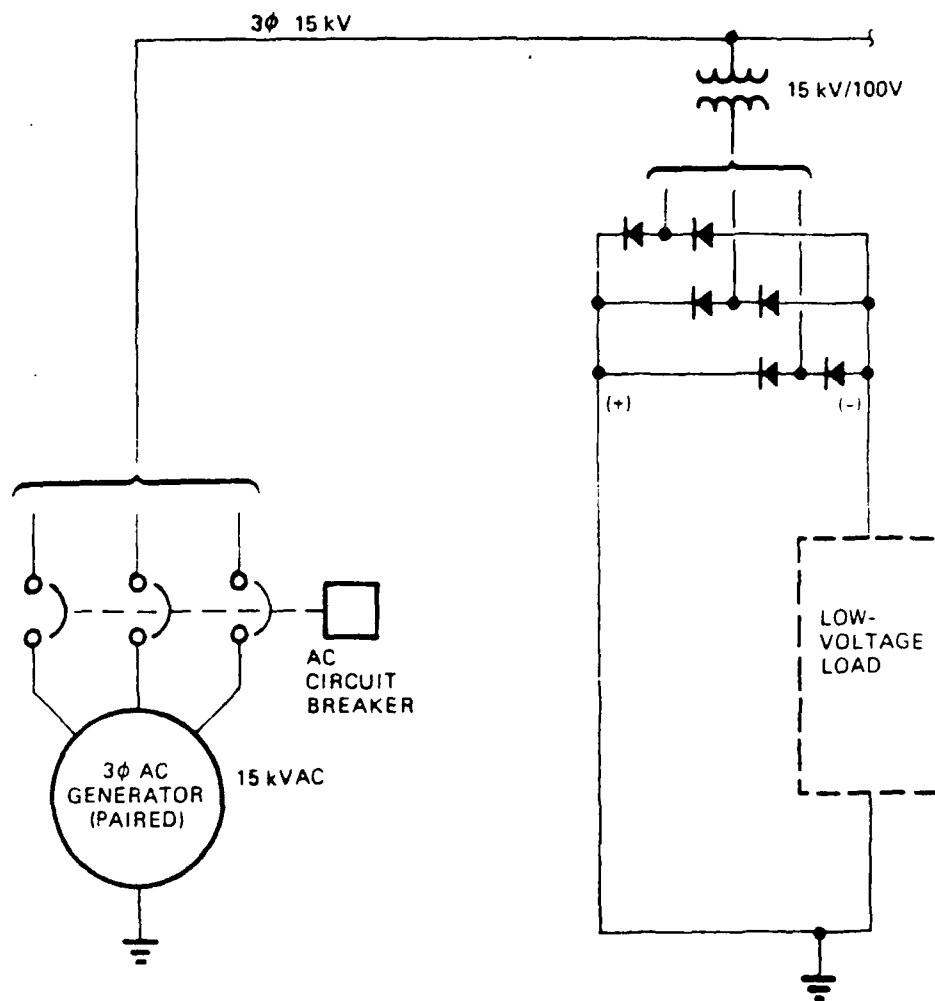 3ϕ 15 kV
15 kV/100V
(+)
(-)
AC
CIRCUIT
BREAKER
LOW-
VOLTAGE
LOAD
3ϕ AC
GENERATOR
(PAIRED)
15 kVAC